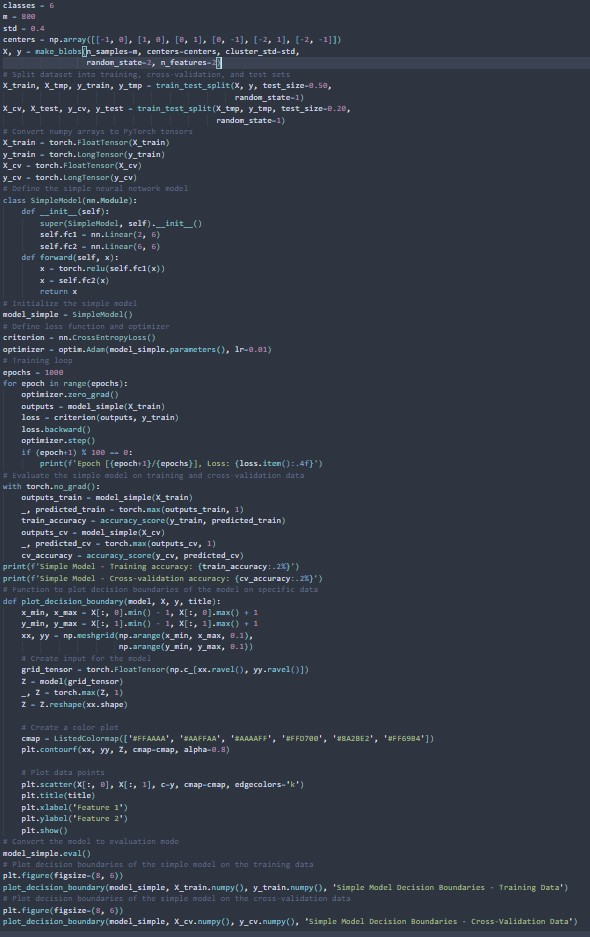 classes = 6
m = 800
std = 0.4
centers = np.array([[-1, 0], [1, 0], [0, 1], [0, -1], [-2, 1], [-2, -1]])
X, y = make_blobs(n_samples=m, centers=centers, cluster_std=std,
random_state=2, n_features=2)
# Split dataset into training, cross-validation, and test sets
X_train, X_tmp, y_train, y_tmp = train_test_split(X, y, test_size=0.50,
random_state=1)
X_cv, X_test, y_cv, y_test = train_test_split(X_tmp, y_tmp, test_size=0.20,
random_state=1)
# Convert numpy arrays to PyTorch tensors
X_train = torch.FloatTensor(X_train)
y_train = torch.LongTensor(y_train)
X_cv = torch.FloatTensor(X_cv)
y_cv = torch.LongTensor(y_cv)
# Define the simple neural network model
class SimpleModel(nn.Module):
def __init__(self):
super(SimpleModel, self).__init__()
self.fc1 = nn.Linear(2, 6)
self.fc2 = nn.Linear(6, 6)
def forward(self, x):
x = torch.relu(self.fc1(x))
x = self.fc2(x)
return x
# Initialize the simple model
model_simple = SimpleModel()
# Define loss function and optimizer
criterion = nn.CrossEntropyLoss()
optimizer = optim.Adam(model_simple.parameters(), lr=0.01)
# Training loop
epochs = 1000
for epoch in range(epochs):
optimizer.zero_grad()
outputs = model_simple(X_train)
loss = criterion(outputs, y_train)
loss.backward()
optimizer.step()
if (epoch+1) % 100 == 0:
print(f'Epoch [{epoch+1}/{epochs}], Loss: {loss.item():.4f}')
# Evaluate the simple model on training and cross-validation data
with torch.no_grad():
outputs_train = model_simple(X_train)
_, predicted_train = torch.max(outputs_train, 1)
train_accuracy = accuracy_score(y_train, predicted_train)
outputs_cv = model_simple(X_cv)
_, predicted_cv = torch.max(outputs_cv, 1)
cv_accuracy = accuracy_score(y_cv, predicted_cv)
print(f'Simple Model - Training accuracy: {train_accuracy:.2%}')
print(f'Simple Model - Cross-validation accuracy: {cv_accuracy:.2%}')
# Function to plot decision boundaries of the model on specific data
def plot_decision_boundary(model, X, y, title):
x_min, x_max = X[:, 0].min() - 1, X[:, 0].max() + 1
y_min, y_max = X[:, 1].min() - 1, X[:, 1].max() + 1
xx, yy = np.meshgrid(np.arange(x_min, x_max, 0.1),
np.arange(y_min, y_max, 0.1))
# Create input for the model
grid_tensor = torch.FloatTensor(np.c_[xx.ravel(), yy.ravel()])
Z = model(grid_tensor)
_, Z = torch.max(Z, 1)
Z = Z.reshape(xx.shape)
# Create a color plot
cmap = ListedColormap(['#FFAAAA', '#AAFFAA', '#AAAAFF', '#FFD700', '#8A2BE2', '#FF69B4'])
plt.contourf(xx, yy, Z, cmap=cmap, alpha=0.8)
# Plot data points
plt.scatter(X[:, 0], X[:, 1], c=y, cmap=cmap, edgecolors='k')
plt.title(title)
plt.xlabel('Feature 1')
plt.ylabel('Feature 2')
plt.show()
# Convert the model to evaluation mode
model_simple.eval()
# Plot decision boundaries of the simple model on the training data
plt.figure(figsize=(8, 6))
plot_decision_boundary(model_simple, X_train.numpy(), y_train.numpy(), 'Simple Model Decision Boundaries - Training Data')
# Plot decision boundaries of the simple model on the cross-validation data
plt.figure(figsize=(8, 6))
plot_decision_boundary(model_simple, X_cv.numpy(), y_cv.numpy(), 'Simple Model Decision Boundaries - Cross-Validation Data')